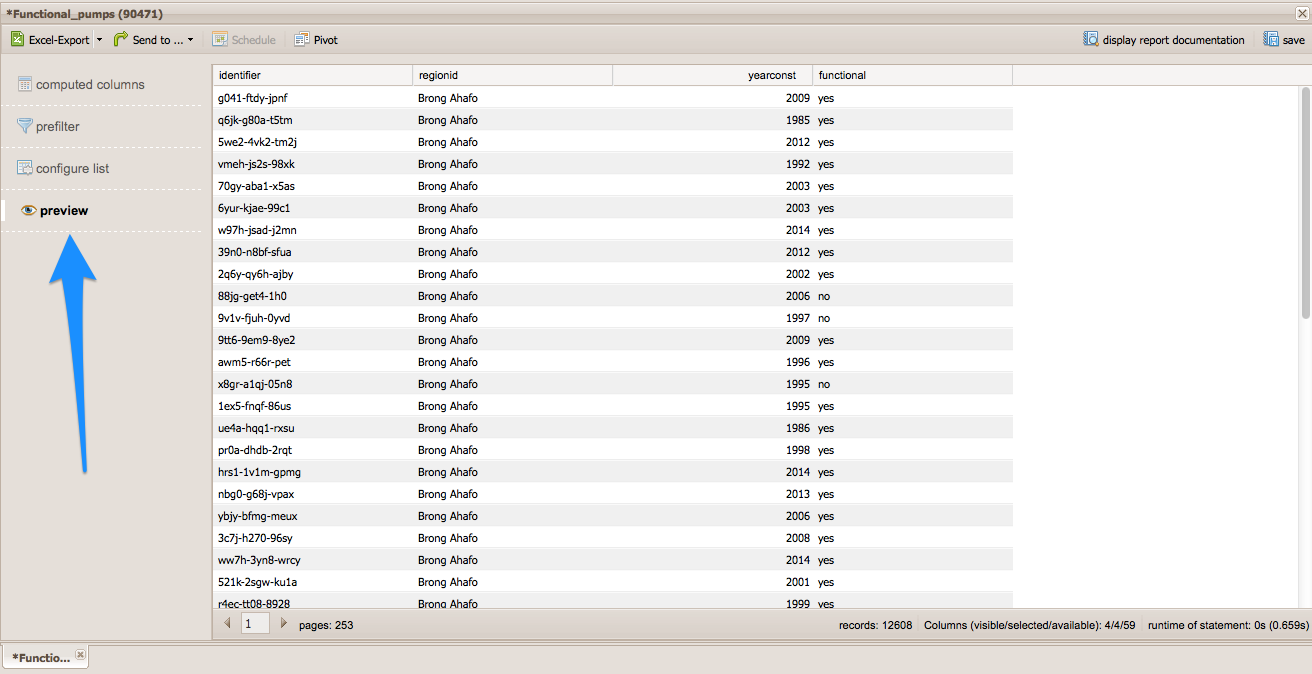 *Functional_pumps (90471)
Excel-Export Send to ... Schedule Pivot display report documentation save
computed columns
prefilter
configure list
preview
identifier regionid yearconst functional
g041-ftdy-jpnf Brong Ahafo 2009 yes
q6jk-g80a-t5tm Brong Ahafo 1985 yes
5we2-4vk2-tm2j Brong Ahafo 2012 yes
vmeh-js2s-98xk Brong Ahafo 1992 yes
70gy-aba1-x5as Brong Ahafo 2003 yes
6yur-kjae-99c1 Brong Ahafo 2003 yes
w97h-jsad-j2mn Brong Ahafo 2014 yes
39n0-n8bf-sfua Brong Ahafo 2012 yes
2q6y-qy6h-ajby Brong Ahafo 2002 yes
88jg-get4-1h0 Brong Ahafo 2006 no
9v1v-fjuh-0yvd Brong Ahafo 1997 no
9tt6-9em9-8ye2 Brong Ahafo 2009 yes
awm5-r66r-pet Brong Ahafo 1996 yes
x8gr-a1qj-05n8 Brong Ahafo 1995 no
1ex5-fnqf-86us Brong Ahafo 1995 yes
ue4a-hqq1-rxsu Brong Ahafo 1986 yes
pr0a-dhdb-2rqt Brong Ahafo 1998 yes
hrs1-1v1m-gpmg Brong Ahafo 2014 yes
nbg0-g68j-vpax Brong Ahafo 2013 yes
ybjy-bfmg-meux Brong Ahafo 2006 yes
3c7j-h270-96sy Brong Ahafo 2008 yes
ww7h-3yn8-wrcy Brong Ahafo 2014 yes
521k-2sgw-ku1a Brong Ahafo 2001 yes
r4ec-tt08-8928 Brong Ahafo 1999 yes
1 pages: 253 records: 12608 Columns (visible/selected/available): 4/4/59 runtime of statement: 0s (0.659s)
*Functio...